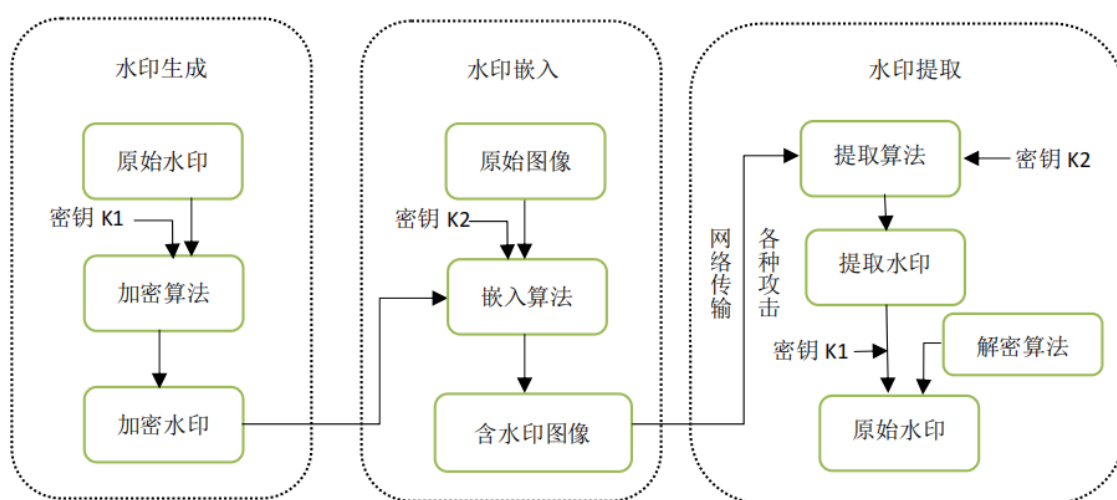 水印生成
原始水印
密钥 K1
加密算法
加密水印
水印嵌入
原始图像
密钥 K2
嵌入算法
含水印图像
网络传输
各种攻击
水印提取
提取算法
密钥 K2
提取水印
密钥 K1
解密算法
原始水印